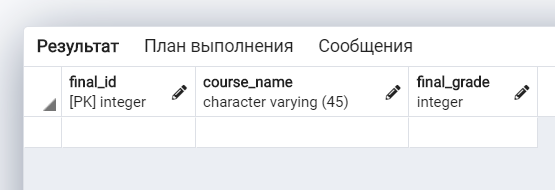 Результат План выполнения Сообщения
final_id course_name final_grade
[PK] integer character varying (45) integer